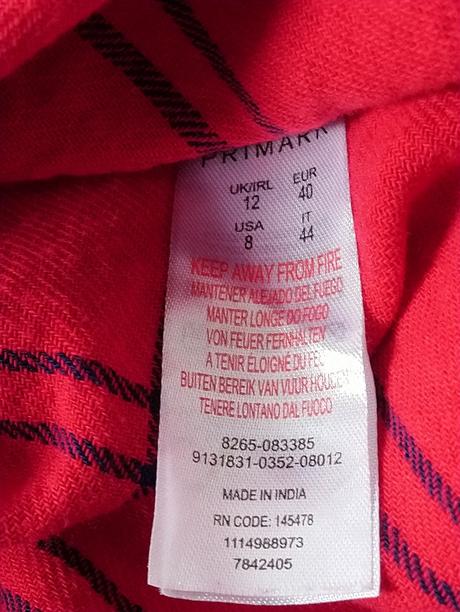 PRIMARK
UK/IRL EUR
12 40
USA IT
8 44
KEEP AWAY FROM FIRE
MANTENER ALEJADO DEL FUEGO
MANTER LONGE DO FOGO
VON FEUER FERNHALTEN
A TENIR ÉLOIGNÉ DU FEU
BUITEN BEREIK VAN VUUR HOUDEN
TENERE LONTANO DAL FUOCO
8265-083385
9131831-0352-08012
MADE IN INDIA
RN CODE: 145478
1114988973
7842405